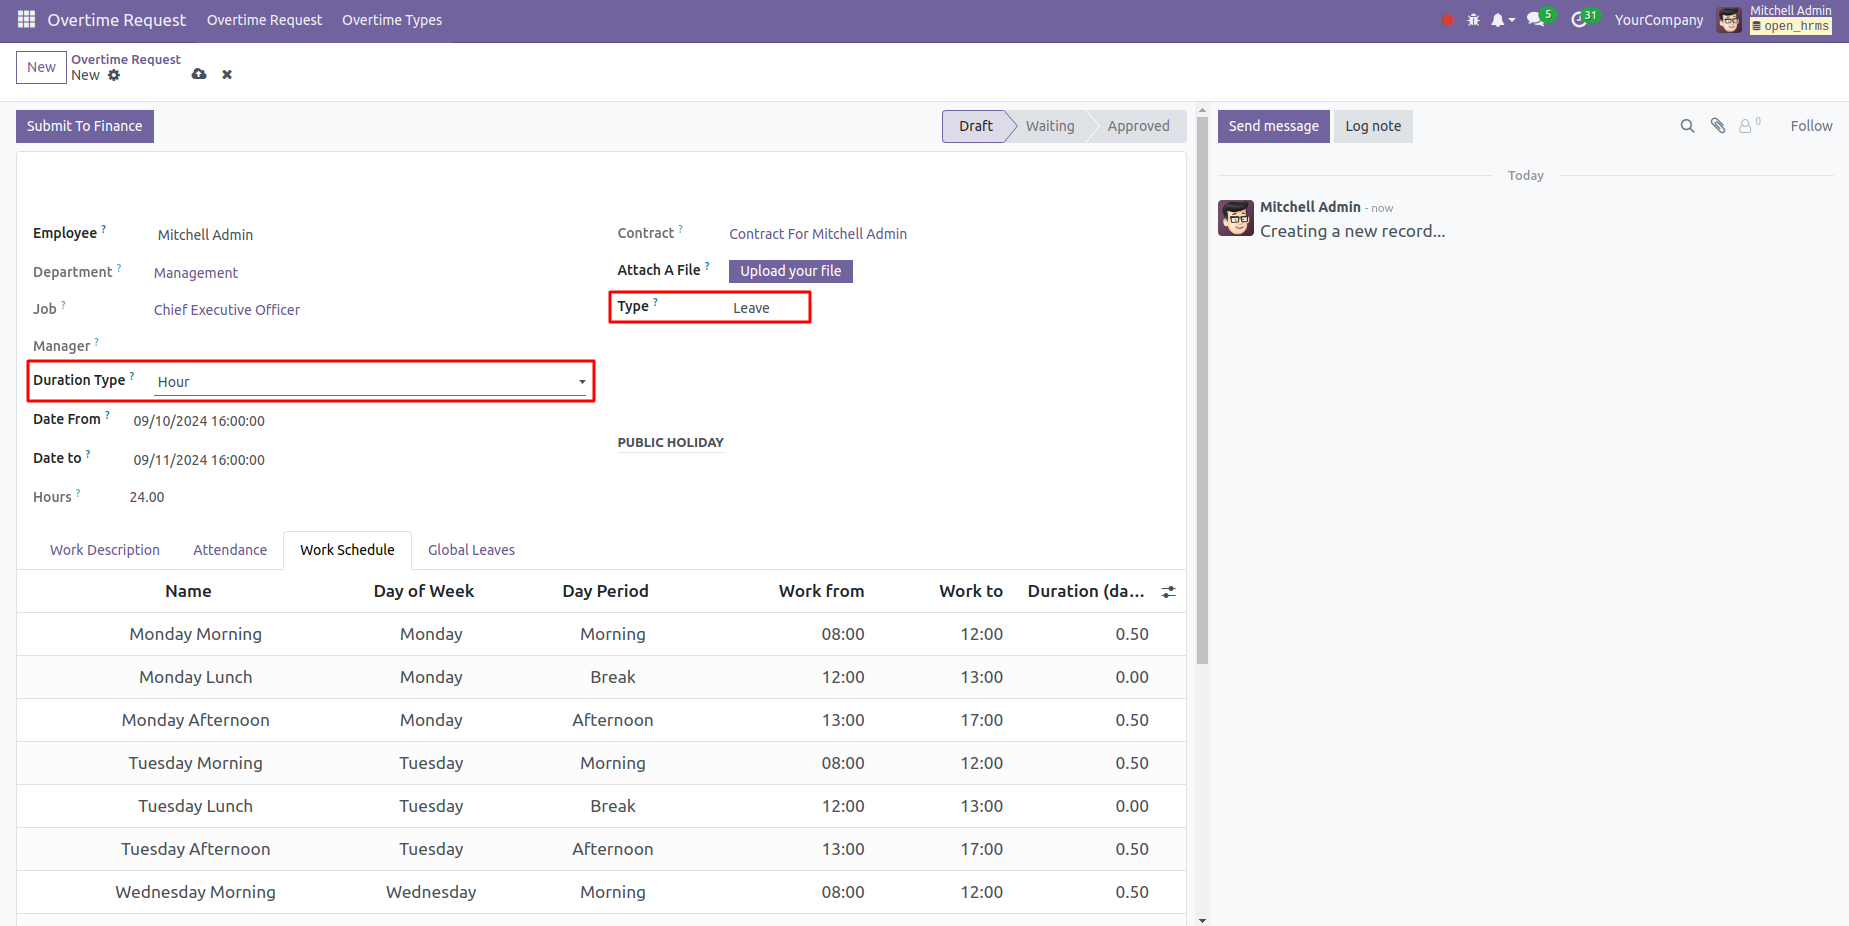 Overtime Request Overtime Request Overtime Types 5 31 YourCompany Mitchell Admin
open_hrms
New Overtime Request
New
Submit To Finance Draft Waiting Approved Send message Log note 0 Follow
Today
Mitchell Admin - now
Creating a new record...
Employee ? Mitchell Admin Contract ? Contract For Mitchell Admin
Department ? Management Attach A File ? Upload your file
Job ? Chief Executive Officer Type ? Leave
Manager ?
Duration Type ? Hour
Date From ? 09/10/2024 16:00:00
PUBLIC HOLIDAY
Date to ? 09/11/2024 16:00:00
Hours ? 24.00
Work Description Attendance Work Schedule Global Leaves
Name Day of Week Day Period Work from Work to Duration (da...
Monday Morning Monday Morning 08:00 12:00 0.50
Monday Lunch Monday Break 12:00 13:00 0.00
Monday Afternoon Monday Afternoon 13:00 17:00 0.50
Tuesday Morning Tuesday Morning 08:00 12:00 0.50
Tuesday Lunch Tuesday Break 12:00 13:00 0.00
Tuesday Afternoon Tuesday Afternoon 13:00 17:00 0.50
Wednesday Morning Wednesday Morning 08:00 12:00 0.50